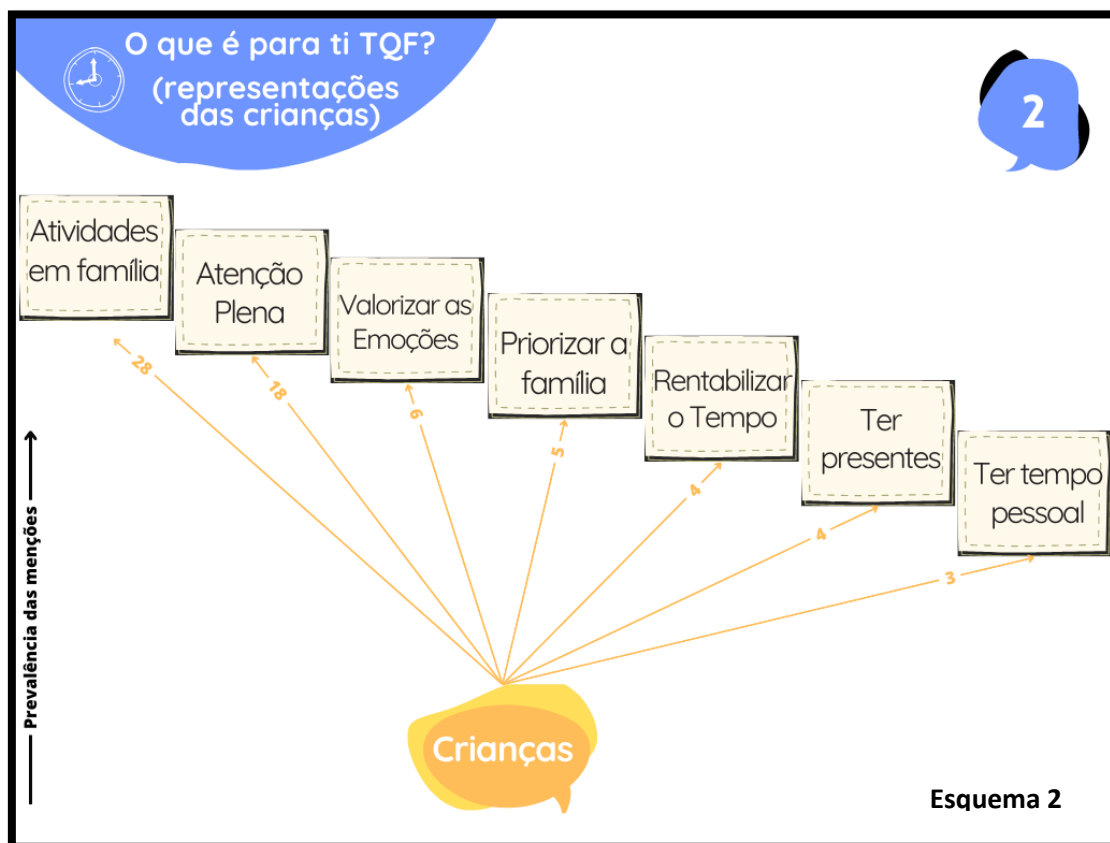 O que é para ti TQF?
(representações
das crianças)
2
Atividades
em família
Atenção
Plena
Valorizar as
Emoções
Priorizar a
família
Rentabilizar
o Tempo
Ter
presentes
Ter tempo
pessoal
28
18
6
5
4
4
3
Prevalência das menções
Crianças
Esquema 2